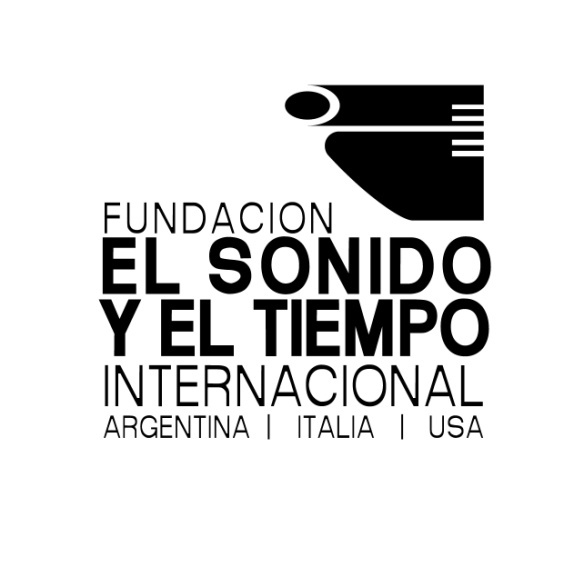 FUNDACION
EL SONIDO
Y EL TIEMPO
INTERNACIONAL
ARGENTINA | ITALIA | USA